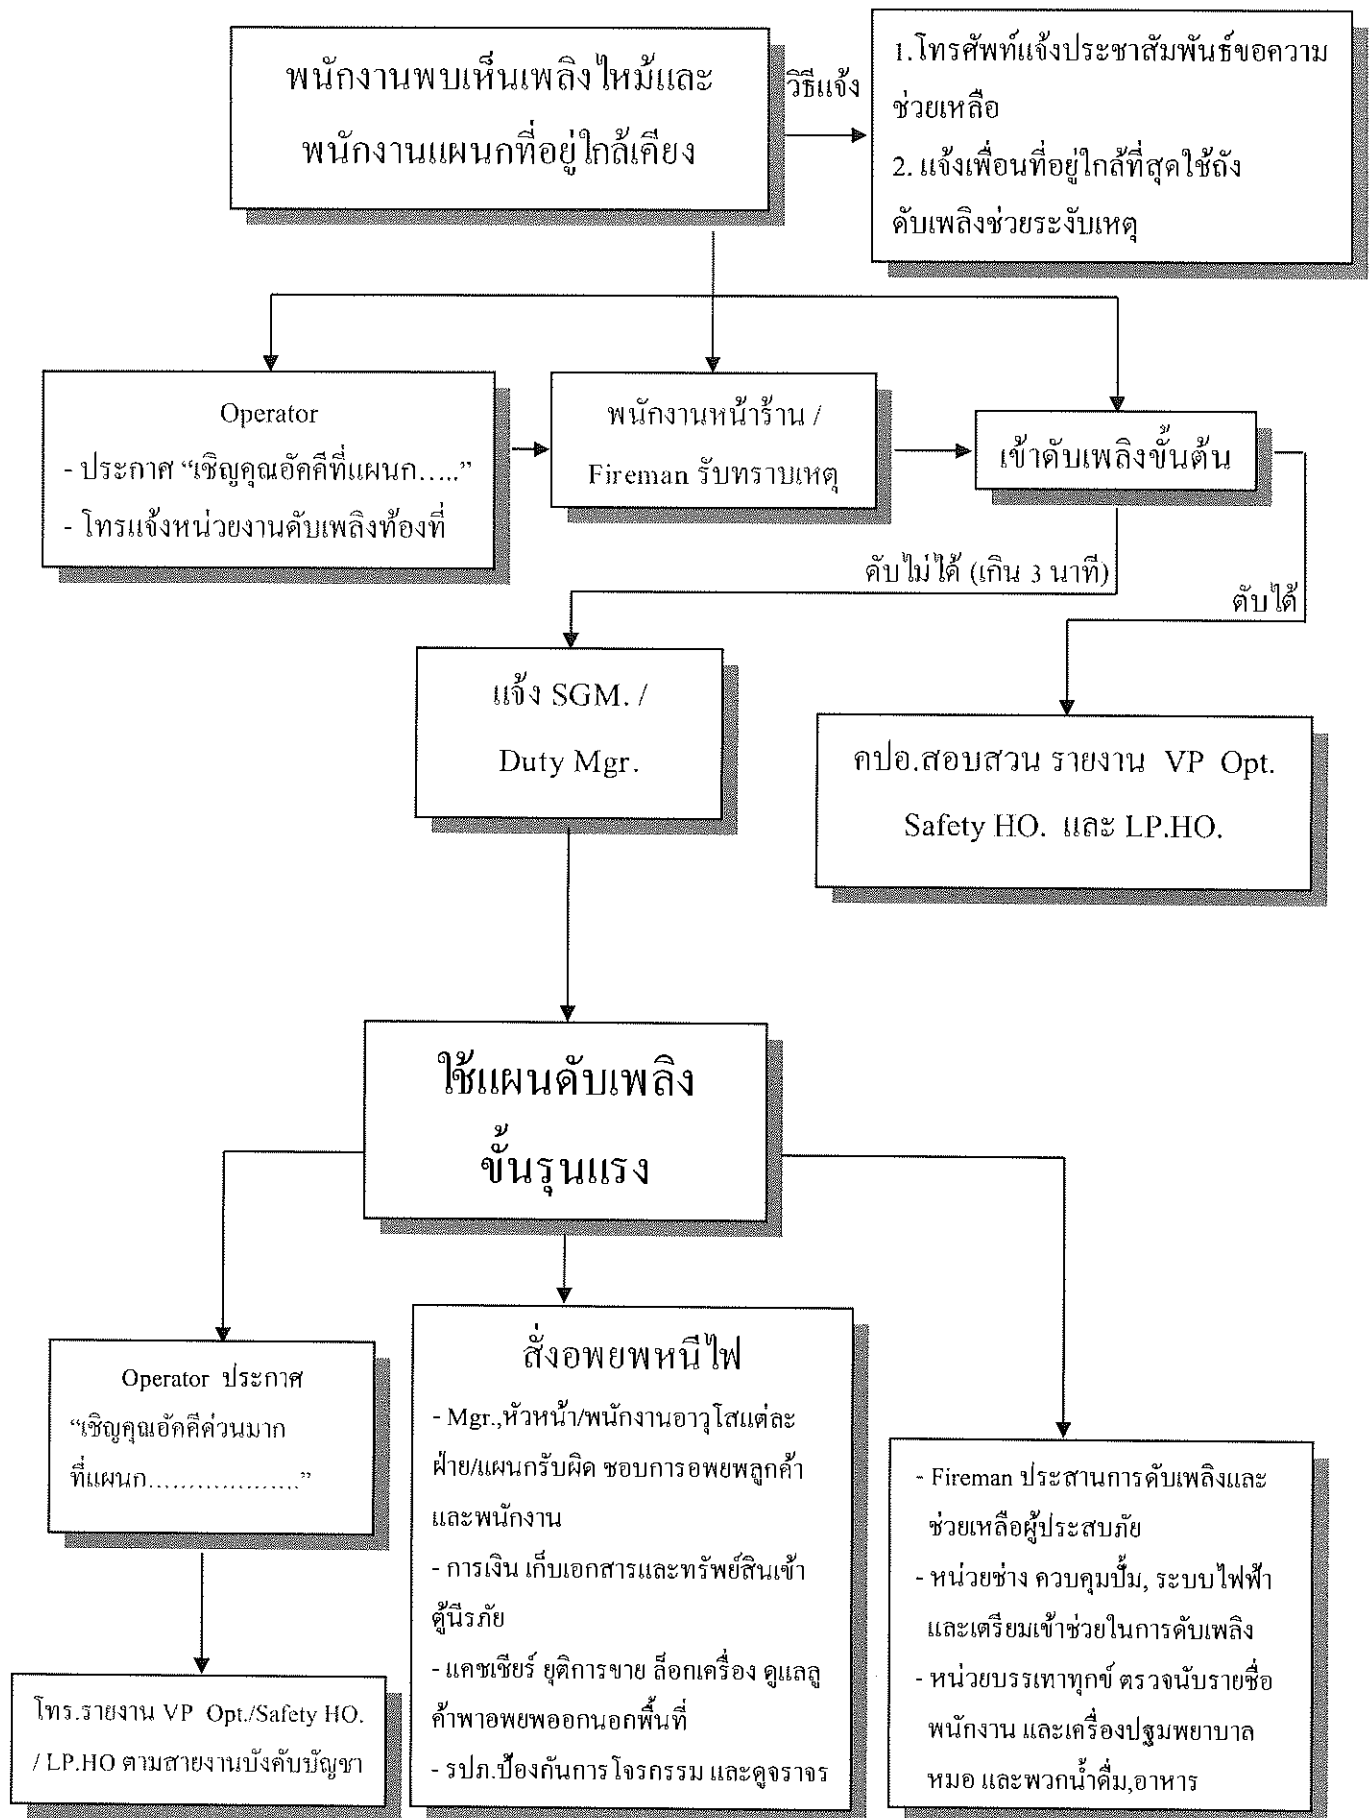 พนักงานพบเห็นเพลิงไหม้และ
พนักงานแผนกที่อยู่ใกล้เคียง
วิธีแจ้ง
1.โทรศัพท์แจ้งประชาสัมพันธ์ขอความ
ช่วยเหลือ
2. แจ้งเพื่อนที่อยู่ใกล้ที่สุดใช้ถัง
ดับเพลิงช่วยระงับเหตุ
Operator
- ประกาศ “เชิญคุณอัคคีที่แผนก…..”
- โทรแจ้งหน่วยงานดับเพลิงท้องที่
พนักงานหน้าร้าน /
Fireman รับทราบเหตุ
เข้าดับเพลิงขั้นต้น
ดับไม่ได้ (เกิน 3 นาที)
ดับได้
แจ้ง SGM. /
Duty Mgr.
คปอ.สอบสวน รายงาน VP Opt.
Safety HO. และ LP.HO.
ใช้แผนดับเพลิง
ขั้นรุนแรง
Operator ประกาศ
“เชิญคุณอัคคีด่วนมาก
ที่แผนก………………..”
โทร.รายงาน VP Opt./Safety HO.
/ LP.HO ตามสายงานบังคับบัญชา
สั่งอพยพหนีไฟ
- Mgr.,หัวหน้า/พนักงานอาวุโสแต่ละ
ฝ่าย/แผนกรับผิด ชอบการอพยพลูกค้า
และพนักงาน
- การเงิน เก็บเอกสารและทรัพย์สินเข้า
ตู้นีรภัย
- แคชเชียร์ ยุติการขาย ล็อกเครื่อง ดูแลลู
ค้าพาอพยพออกนอกพื้นที่
- รปภ.ป้องกันการโจรกรรม และดูจราจร
- Fireman ประสานการดับเพลิงและ
ช่วยเหลือผู้ประสบภัย
- หน่วยช่าง ควบคุมปั๊ม, ระบบไฟฟ้า
และเตรียมเข้าช่วยในการดับเพลิง
- หน่วยบรรเทาทุกข์ ตรวจนับรายชื่อ
พนักงาน และเครื่องปฐมพยาบาล
หมอ และพวกน้ำดื่ม,อาหาร